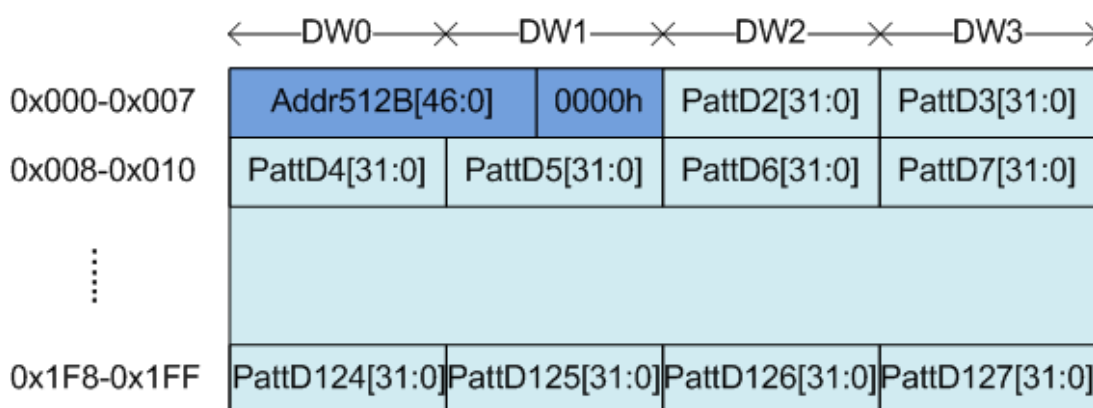 DW0 DW1 DW2 DW3
0x000-0x007 Addr512B[46:0] 0000h PattD2[31:0] PattD3[31:0]
0x008-0x010 PattD4[31:0] PattD5[31:0] PattD6[31:0] PattD7[31:0]
0x1F8-0x1FF PattD124[31:0] PattD125[31:0] PattD126[31:0] PattD127[31:0]